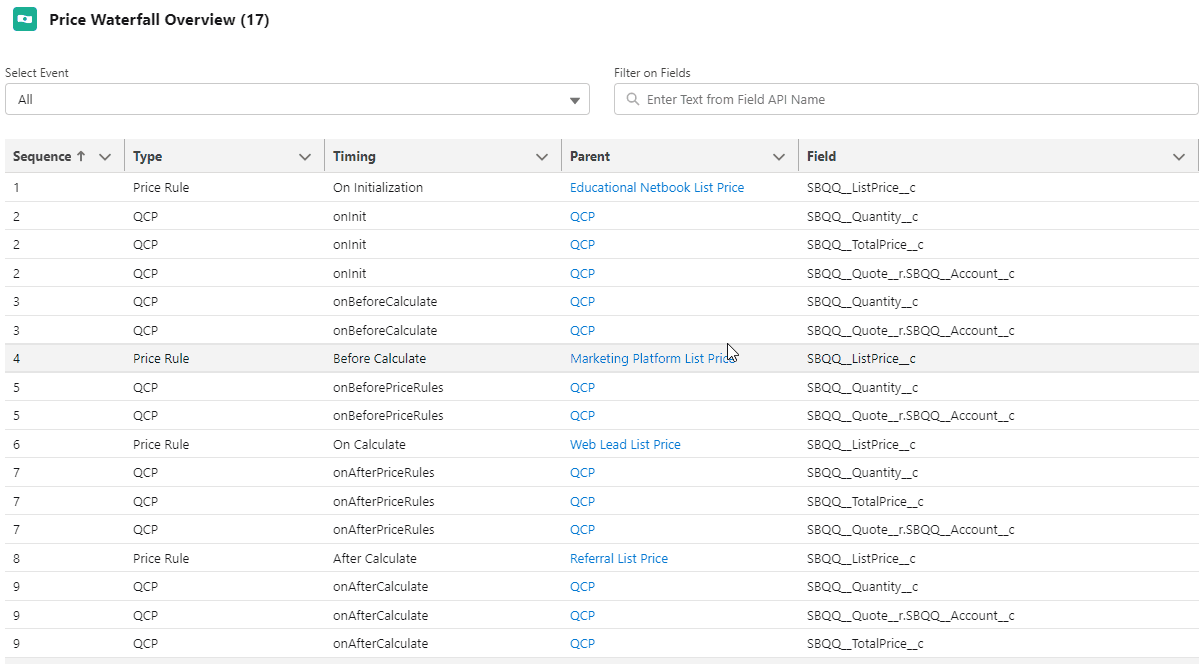 Price Waterfall Overview (17)
Select Event
Filter on Fields
All
Enter Text from Field API Name
Sequence Type Timing Parent Field
1 Price Rule On Initialization Educational Netbook List Price SBQQ__ListPrice__c
2 QCP onInit QCP SBQQ__Quantity__c
2 QCP onInit QCP SBQQ__TotalPrice__c
2 QCP onInit QCP SBQQ__Quote__r.SBQQ__Account__c
3 QCP onBeforeCalculate QCP SBQQ__Quantity__c
3 QCP onBeforeCalculate QCP SBQQ__Quote__r.SBQQ__Account__c
4 Price Rule Before Calculate Marketing Platform List Price SBQQ__ListPrice__c
5 QCP onBeforePriceRules QCP SBQQ__Quantity__c
5 QCP onBeforePriceRules QCP SBQQ__Quote__r.SBQQ__Account__c
6 Price Rule On Calculate Web Lead List Price SBQQ__ListPrice__c
7 QCP onAfterPriceRules QCP SBQQ__Quantity__c
7 QCP onAfterPriceRules QCP SBQQ__TotalPrice__c
7 QCP onAfterPriceRules QCP SBQQ__Quote__r.SBQQ__Account__c
8 Price Rule After Calculate Referral List Price SBQQ__ListPrice__c
9 QCP onAfterCalculate QCP SBQQ__Quantity__c
9 QCP onAfterCalculate QCP SBQQ__Quote__r.SBQQ__Account__c
9 QCP onAfterCalculate QCP SBQQ__TotalPrice__c